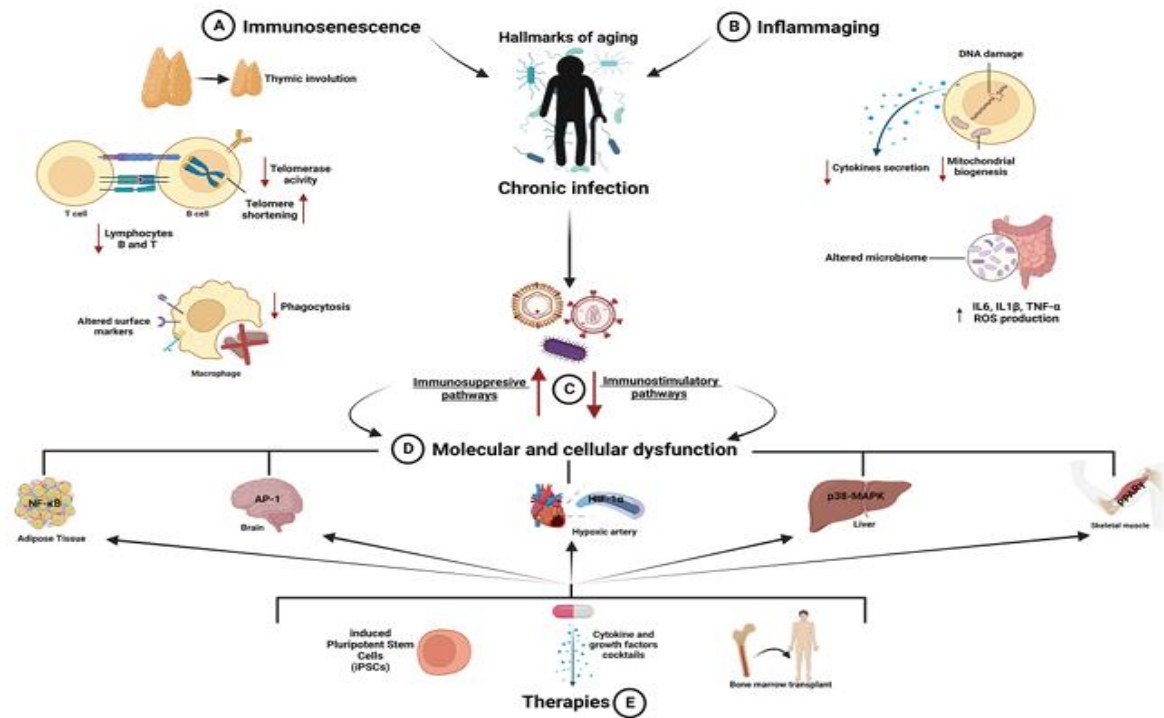 A Immunosenescence
Hallmarks of aging
B Inflammaging
Thymic involution
T cell
B cell
Telomerase
acivity
Telomere
shortening
Lymphocytes
B and T
Altered surface
markers
Phagocytosis
Macrophage
Chronic infection
DNA damage
Cytokines secretion
Mitochondrial
biogenesis
Altered microbiome
IL6, IL1β, TNF-α
ROS production
Immunosuppresive
pathways
C
Immunostimulatory
pathways
D Molecular and cellular dysfunction
NF-κB
Adipose Tissue
AP-1
Brain
HIF-1α
Hypoxic artery
p38-MAPK
Liver
PPARγ
Skeletal muscle
induced
Pluripotent Stem
Cells
(iPSCs)
Cytokine and
growth factors
cocktails
Bone marrow transplant
Therapies E